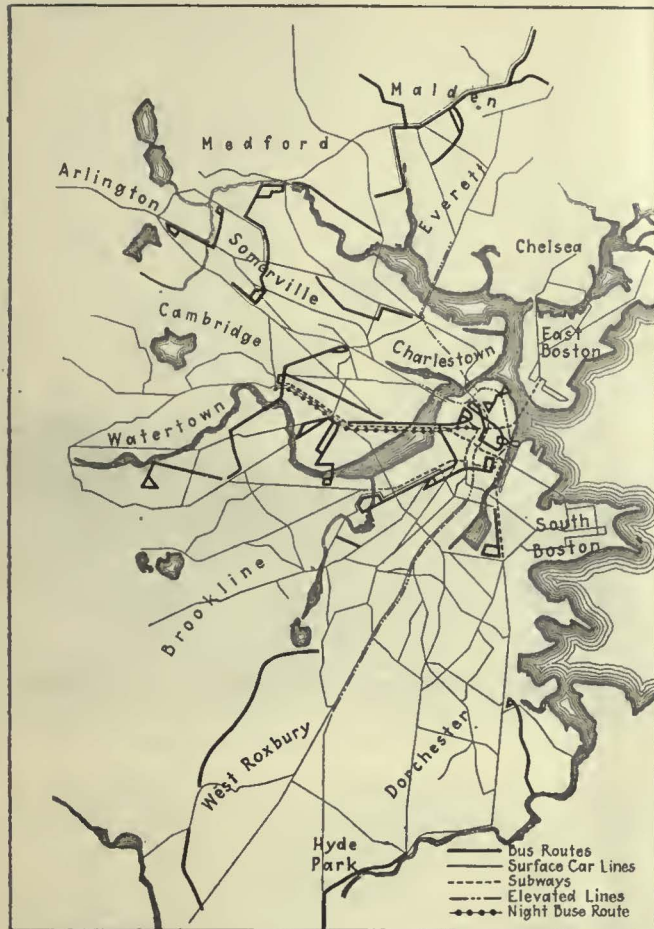 Malden
Medford
Arlington
Everett
Somerville
Chelsea
Cambridge
East
Boston
Charlestown
Watertown
South
Boston
Brookline
West Roxbury
Dorchester
Hyde
Park
Bus Routes
Surface Car Lines
Subways
Elevated Lines
Night Buse Route